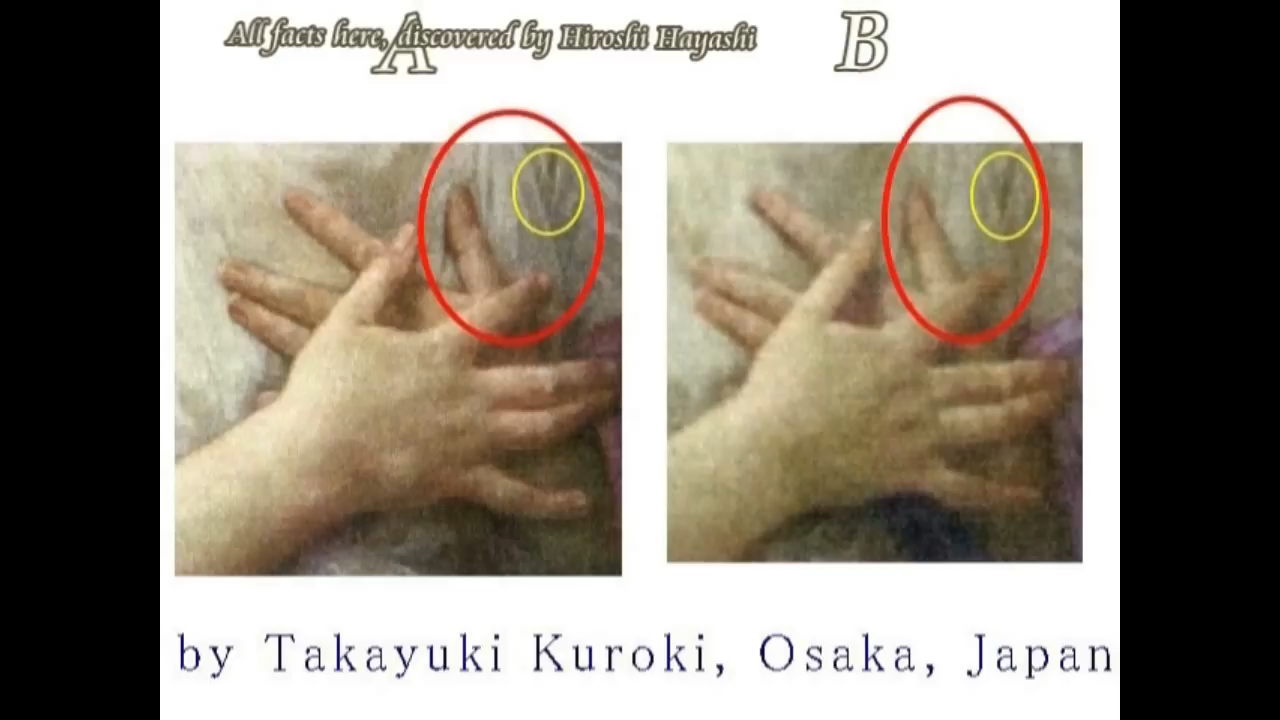 All facts here, discovered by Hiroshi Hayashi
A
B
by Takayuki Kuroki, Osaka, Japan